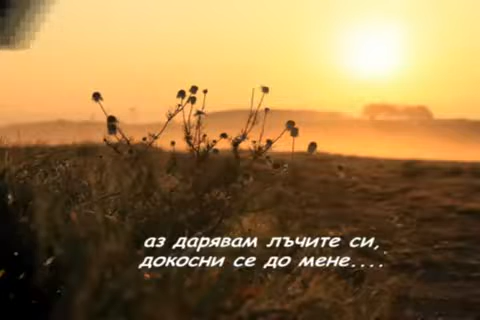 аз дарявам лъчите си,
докосни се до мене....